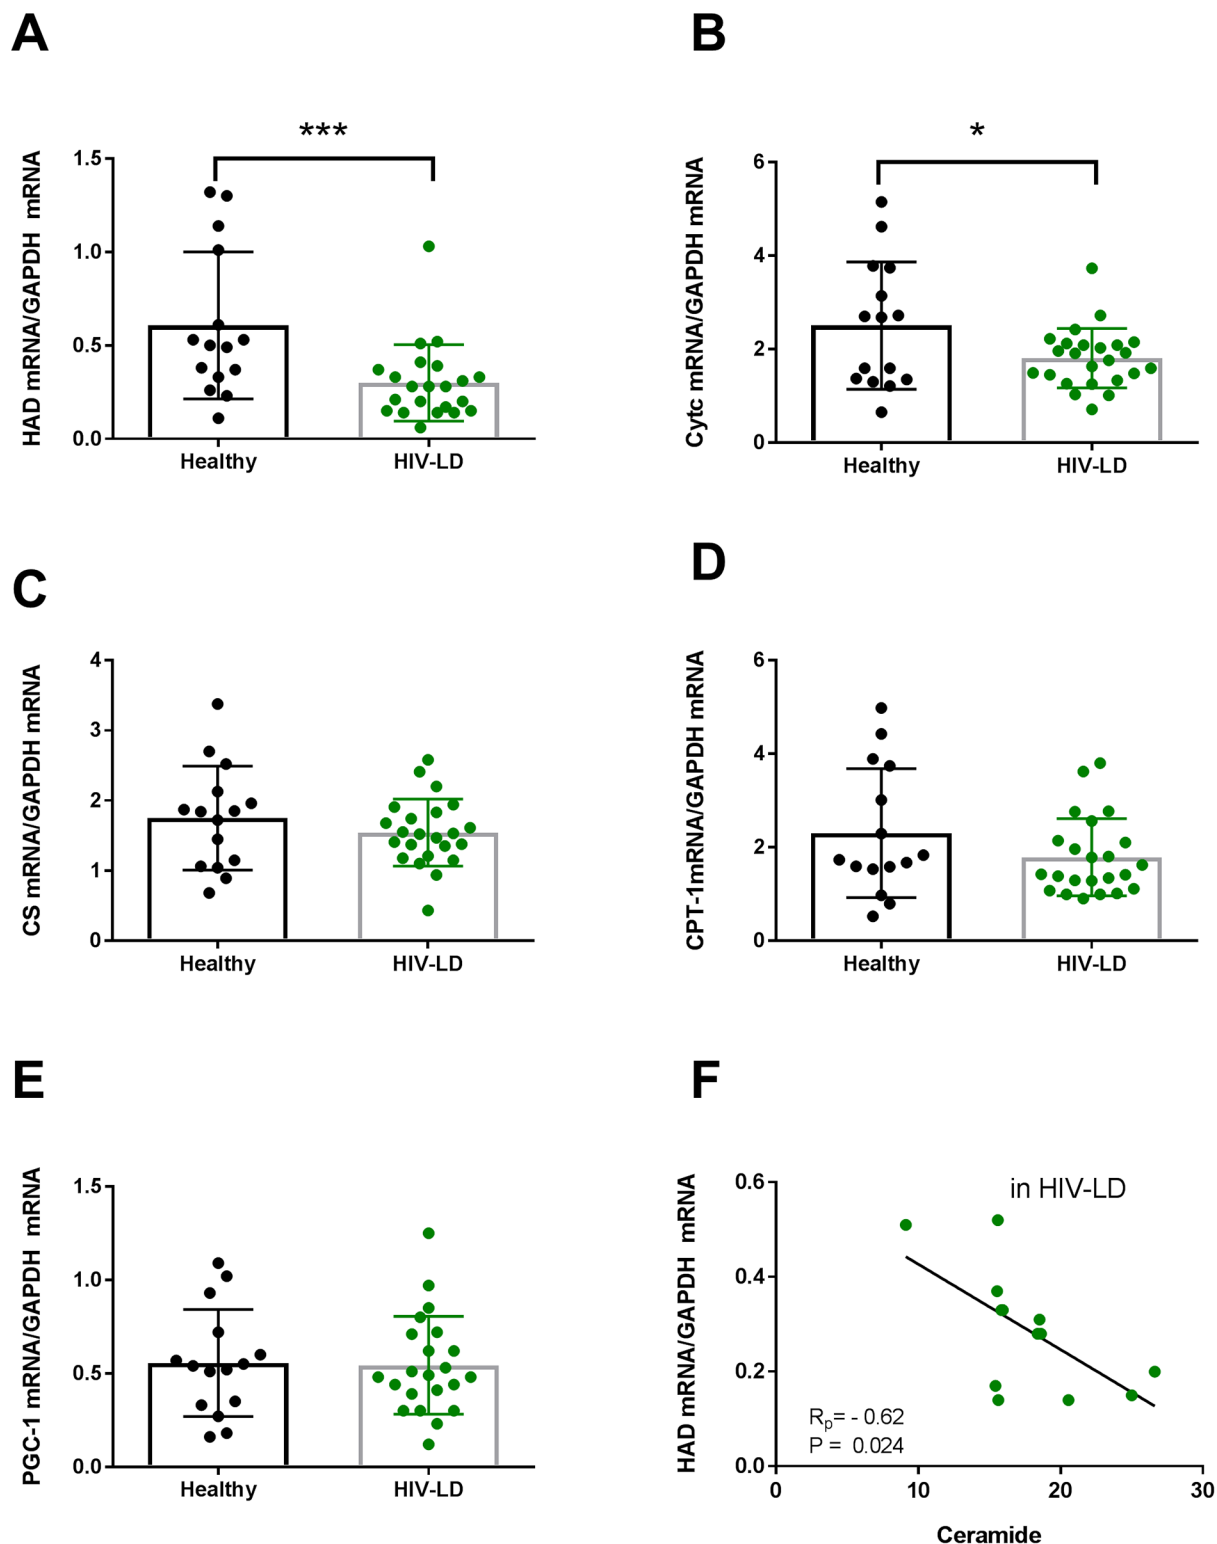 A
B
***
*
HAD mRNA/GAPDH mRNA
1.5
1.0
0.5
0.0
Healthy
HIV-LD
Cytc mRNA/GAPDH mRNA
6
4
2
0
Healthy
HIV-LD
C
D
CS mRNA/GAPDH mRNA
4
3
2
1
0
Healthy
HIV-LD
CPT-1mRNA/GAPDH mRNA
6
4
2
0
Healthy
HIV-LD
E
F
PGC-1 mRNA/GAPDH mRNA
1.5
1.0
0.5
0.0
Healthy
HIV-LD
HAD mRNA/GAPDH mRNA
0.6
0.4
0.2
0.0
in HIV-LD
Rp= - 0.62
P = 0.024
0
10
20
30
Ceramide